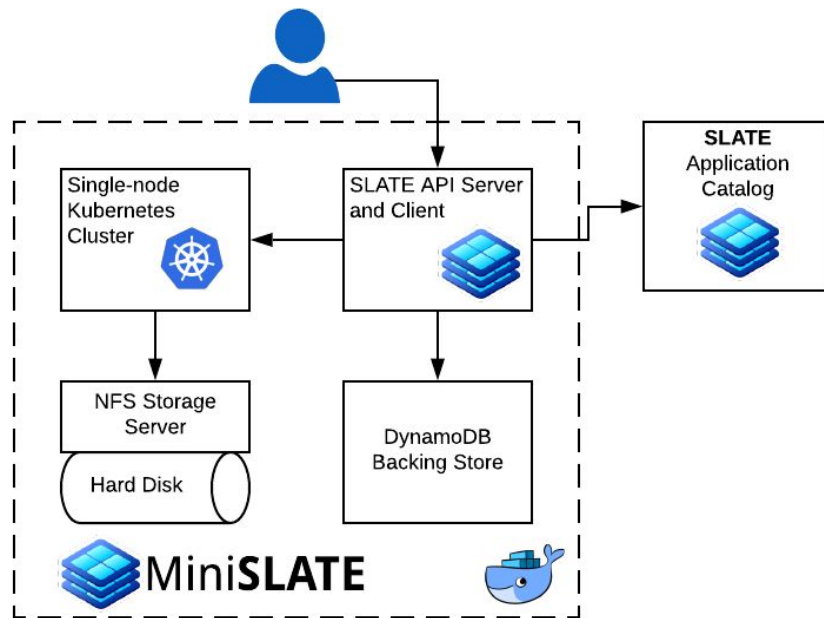 Single-node
Kubernetes
Cluster
SLATE API Server
and Client
SLATE
Application
Catalog
NFS Storage
Server
Hard Disk
DynamoDB
Backing Store
MiniSLATE